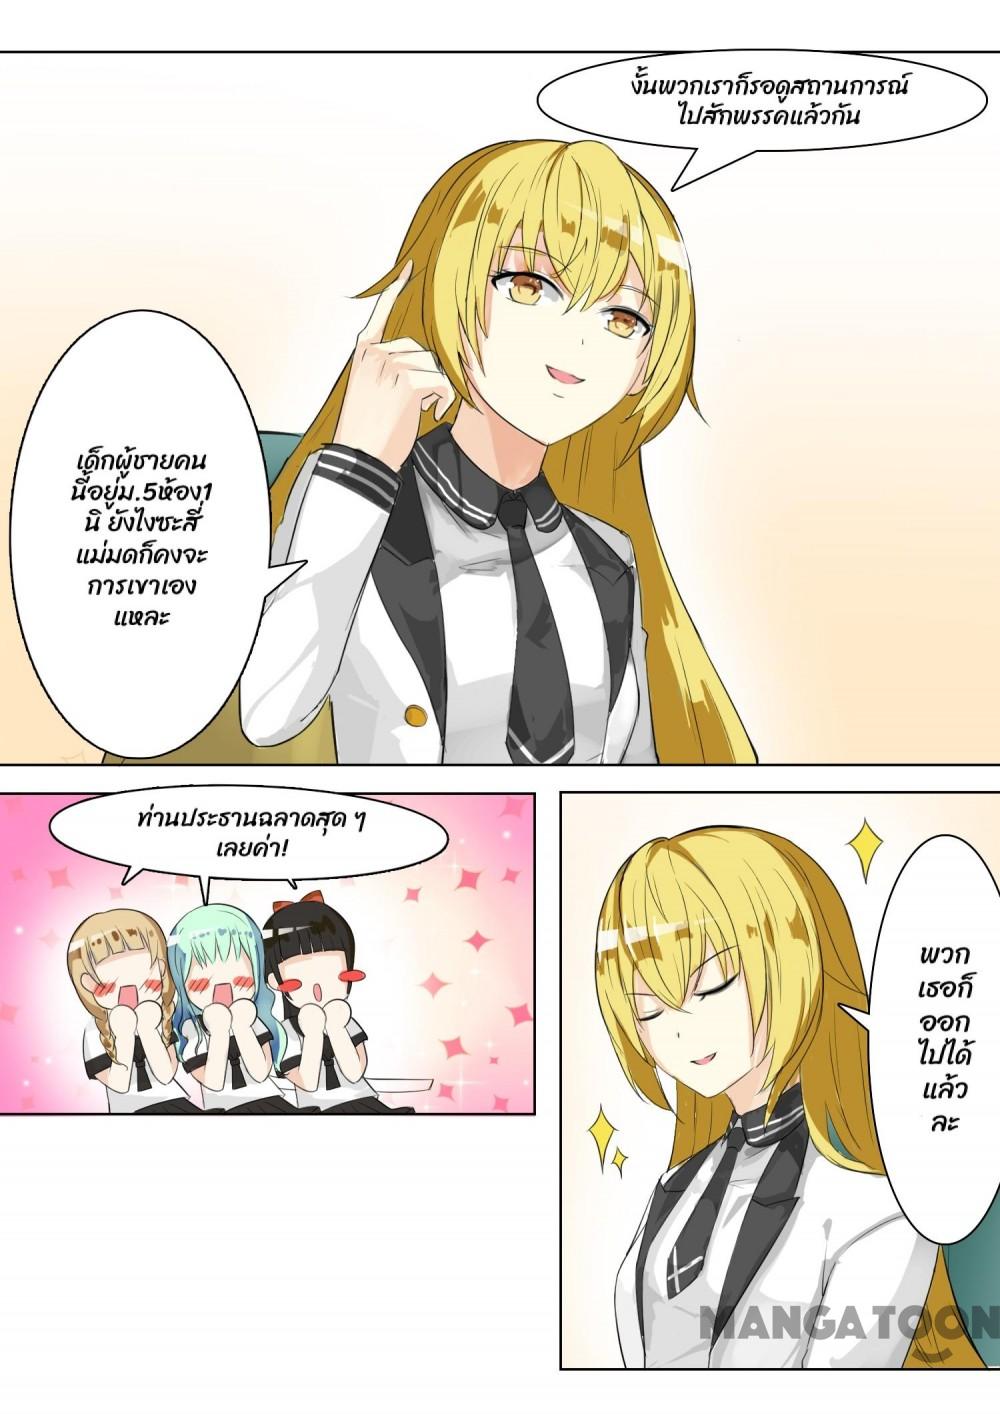 งั้นพวกเราก็รอดูสถานการณ์
ไปสักพรรคแล้วกัน
เด็กผู้ชายคน
นี้อยู่ม.5ห้อง1
นิ ยังไงซะสี่
แม่มดก็คงจะ
การเขาเอง
แหละ
ท่านประธานฉลาดสุด ๆ
เลยค่า!
พวก
เธอก็
ออก
ไปได้
แล้ว
ละ
MANGATOON